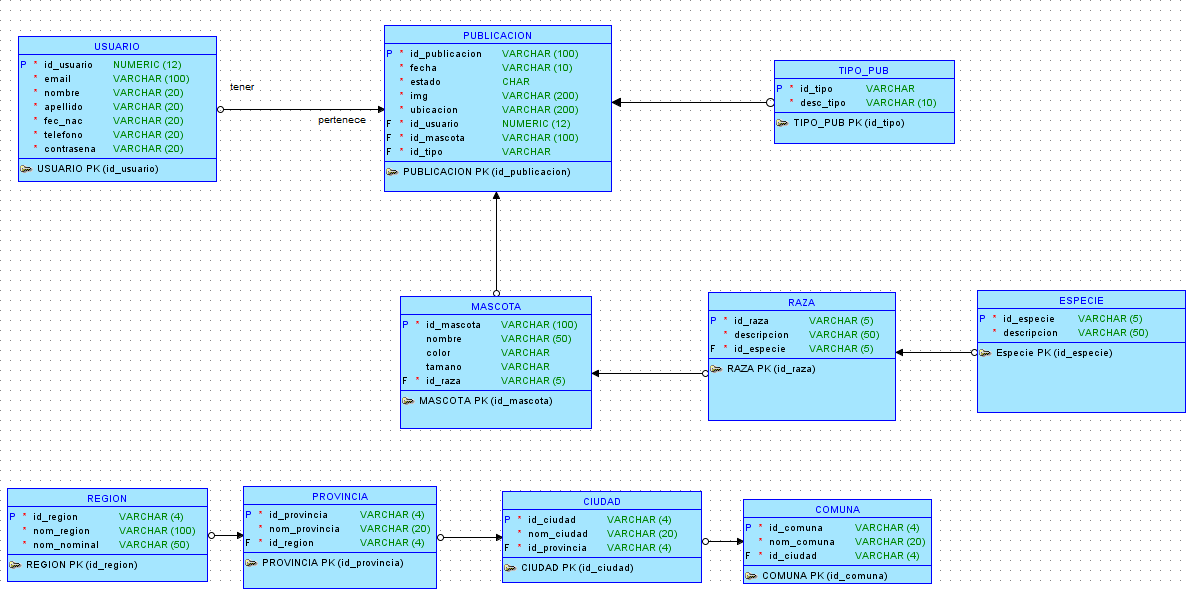 USUARIO
P * id_usuario NUMERIC (12)
* email VARCHAR (100)
* nombre VARCHAR (20)
* apellido VARCHAR (20)
* fec_nac VARCHAR (20)
* telefono VARCHAR (20)
* contrasena VARCHAR (20)
USUARIO PK (id_usuario)
tener
pertenece
PUBLICACION
P * id_publicacion VARCHAR (100)
* fecha VARCHAR (10)
* estado CHAR
* img VARCHAR (200)
* ubicacion VARCHAR (200)
F * id_usuario NUMERIC (12)
F * id_mascota VARCHAR (100)
F * id_tipo VARCHAR
PUBLICACION PK (id_publicacion)
TIPO_PUB
P * id_tipo VARCHAR
* desc_tipo VARCHAR (10)
TIPO_PUB PK (id_tipo)
MASCOTA
P * id_mascota VARCHAR (100)
nombre VARCHAR (50)
color VARCHAR
tamano VARCHAR
F * id_raza VARCHAR (5)
MASCOTA PK (id_mascota)
RAZA
P * id_raza VARCHAR (5)
* descripcion VARCHAR (50)
F * id_especie VARCHAR (5)
RAZA PK (id_raza)
ESPECIE
P * id_especie VARCHAR (5)
* descripcion VARCHAR (50)
Especie PK (id_especie)
REGION
P * id_region VARCHAR (4)
* nom_region VARCHAR (100)
* nom_nominal VARCHAR (50)
REGION PK (id_region)
PROVINCIA
P * id_provincia VARCHAR (4)
* nom_provincia VARCHAR (20)
F * id_region VARCHAR (4)
PROVINCIA PK (id_provincia)
CIUDAD
P * id_ciudad VARCHAR (4)
* nom_ciudad VARCHAR (20)
F * id_provincia VARCHAR (4)
CIUDAD PK (id_ciudad)
COMUNA
P * id_comuna VARCHAR (4)
* nom_comuna VARCHAR (20)
F * id_ciudad VARCHAR (4)
COMUNA PK (id_comuna)